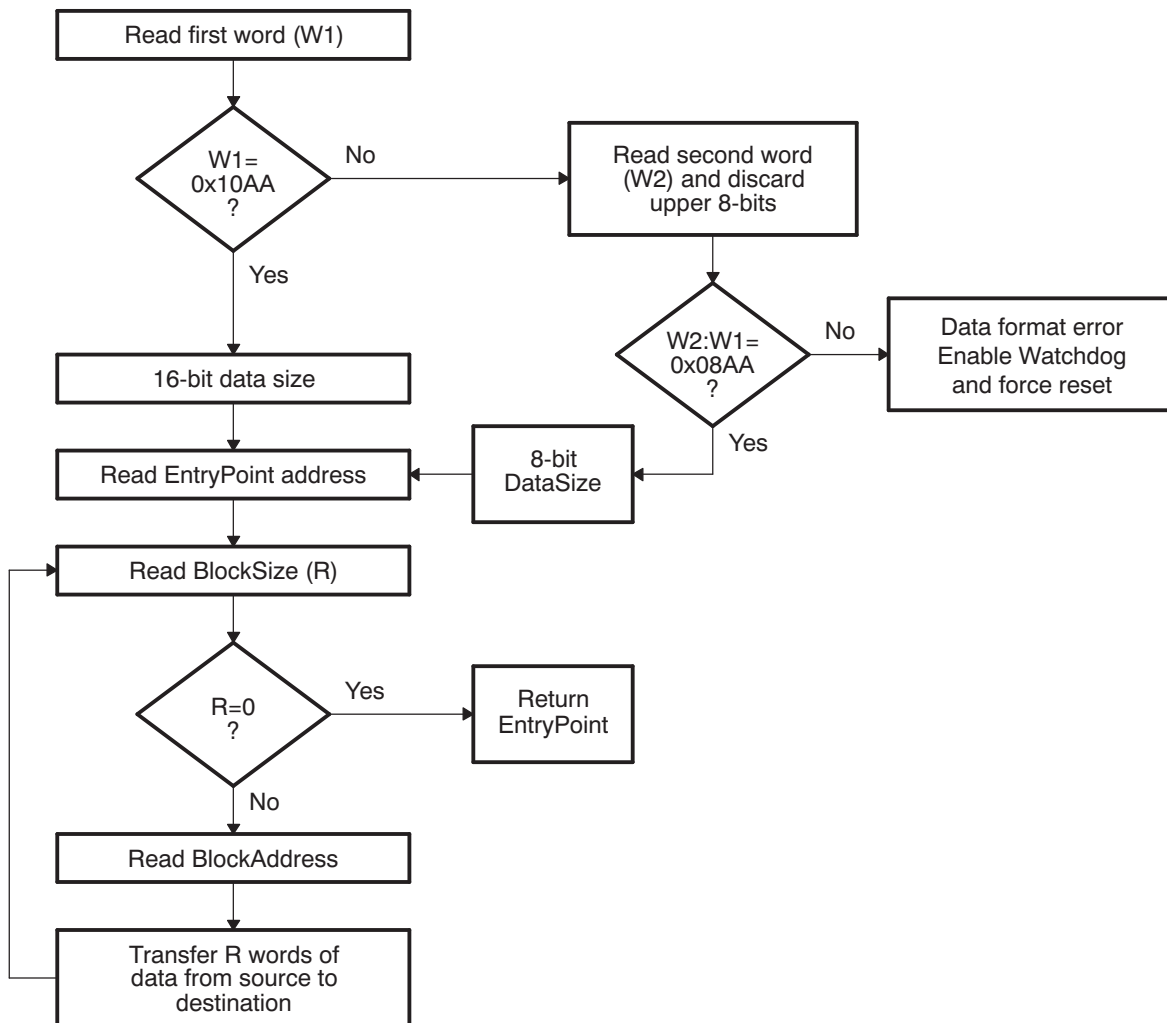 Read first word (W1)
W1=
0x10AA
?
No
Read second word
(W2) and discard
upper 8-bits
Yes
W2:W1=
0x08AA
?
No
Data format error
Enable Watchdog
and force reset
16-bit data size
Yes
8-bit
DataSize
Read EntryPoint address
Read BlockSize (R)
R=0
?
Yes
Return
EntryPoint
No
Read BlockAddress
Transfer R words of
data from source to
destination